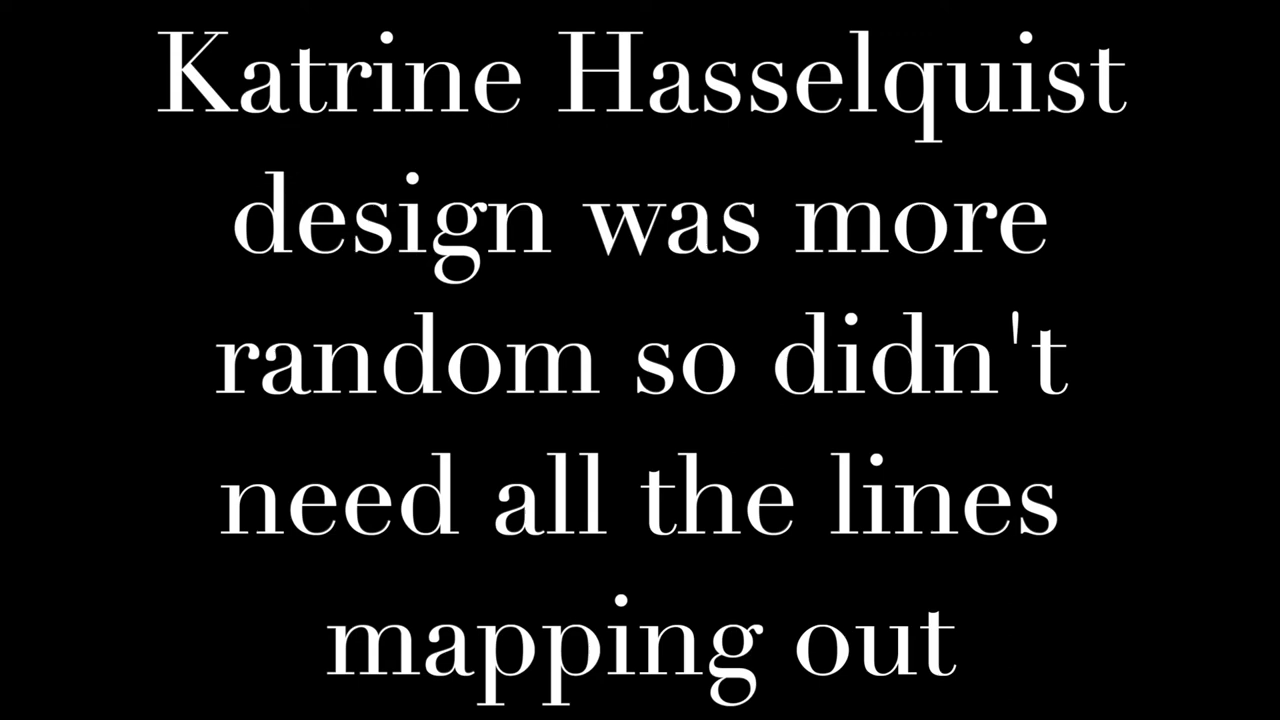 Katrine Hasselquist
design was more
random so didn't
need all the lines
mapping out